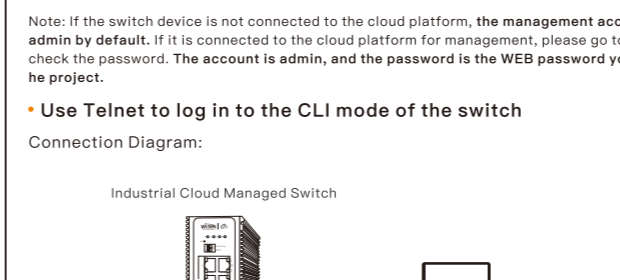 Note: If the switch device is not connected to the cloud platform, the management
admin by default. If it is connected to the cloud platform for management, please go
check the password. The account is admin, and the password is the WEB password
he project.
• Use Telnet to log in to the CLI mode of the switch
Connection Diagram:
Industrial Cloud Managed Switch